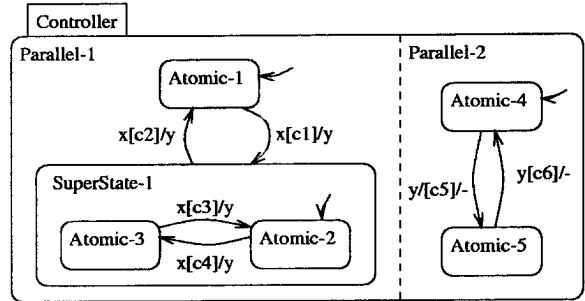 Controller
Parallel-1
Parallel-2
Atomic-1
Atomic-4
x[c2]/y
x[c1]/y
SuperState-1
x[c3]/y
y/[c5]/-
y[c6]/-
Atomic-3
Atomic-2
Atomic-5
x[c4]/y